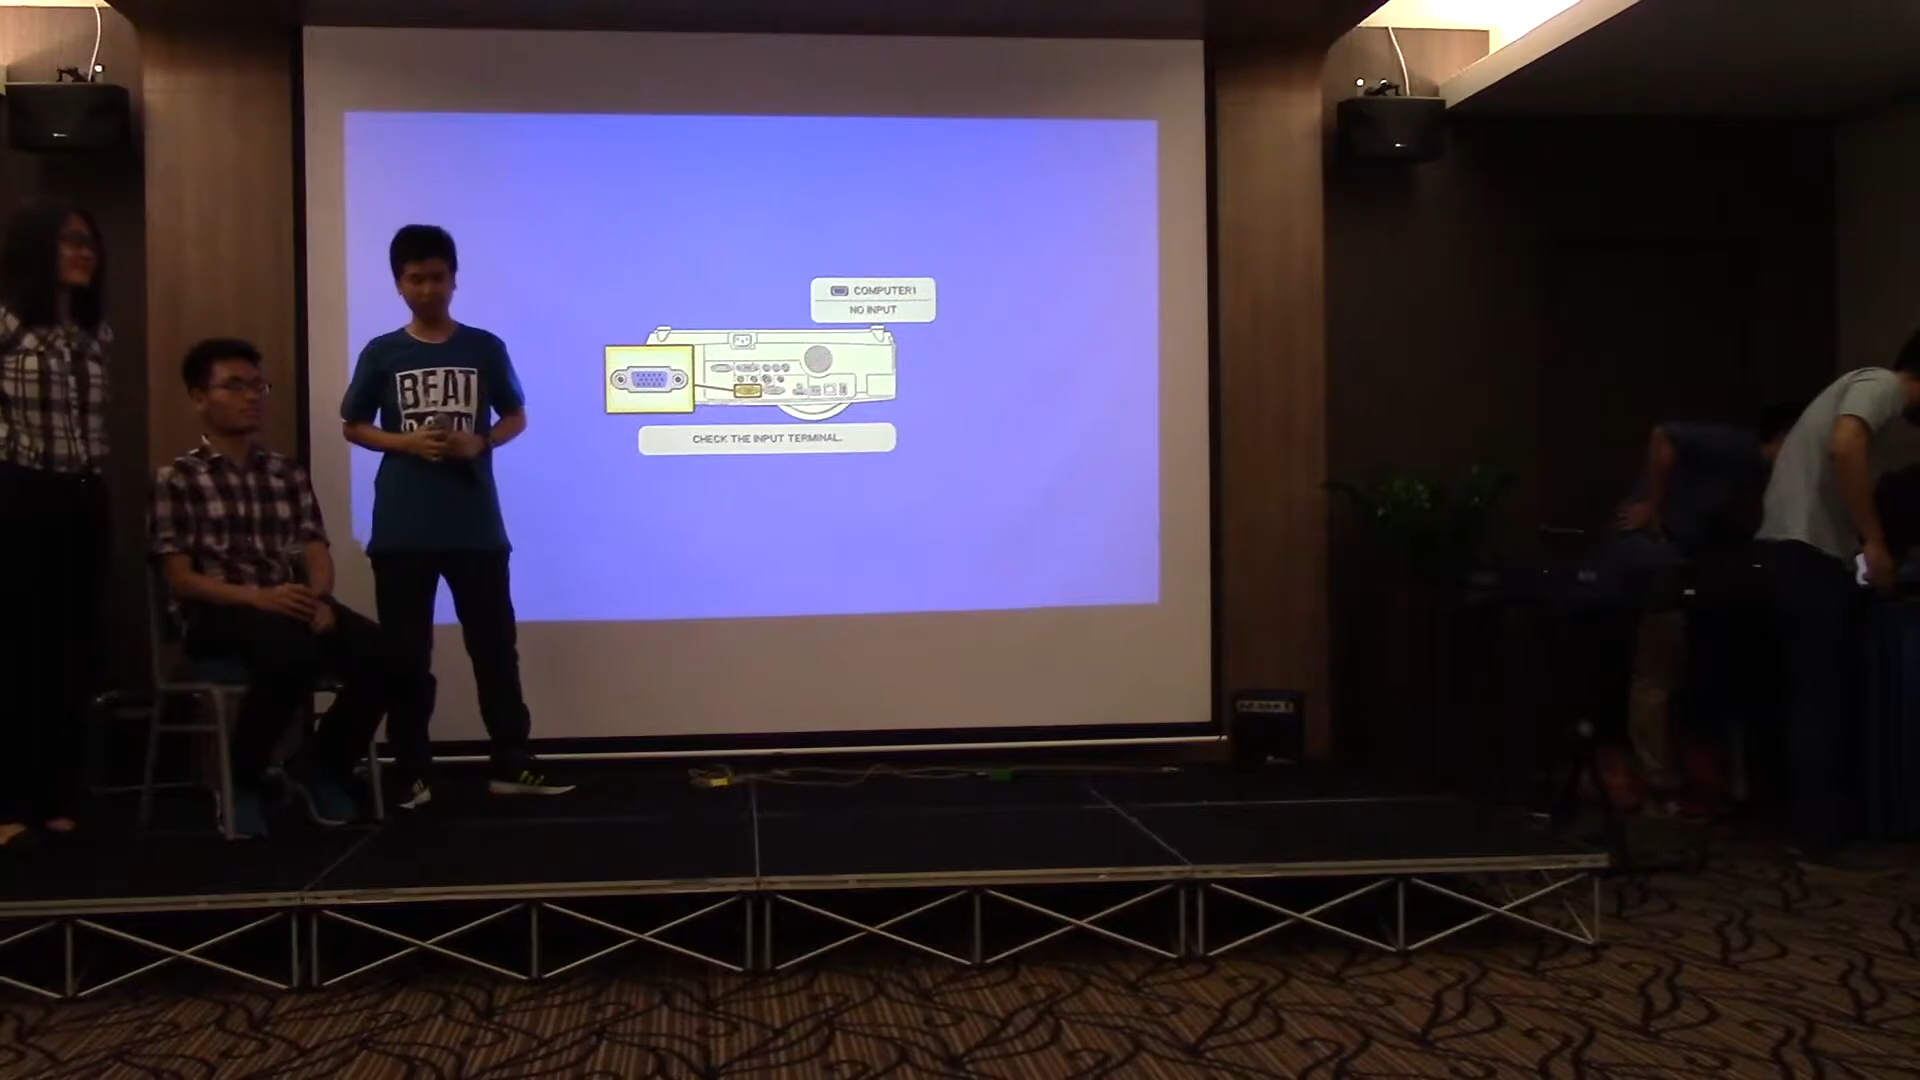 COMPUTER1
NO INPUT
CHECK THE INPUT TERMINAL.
BEAT